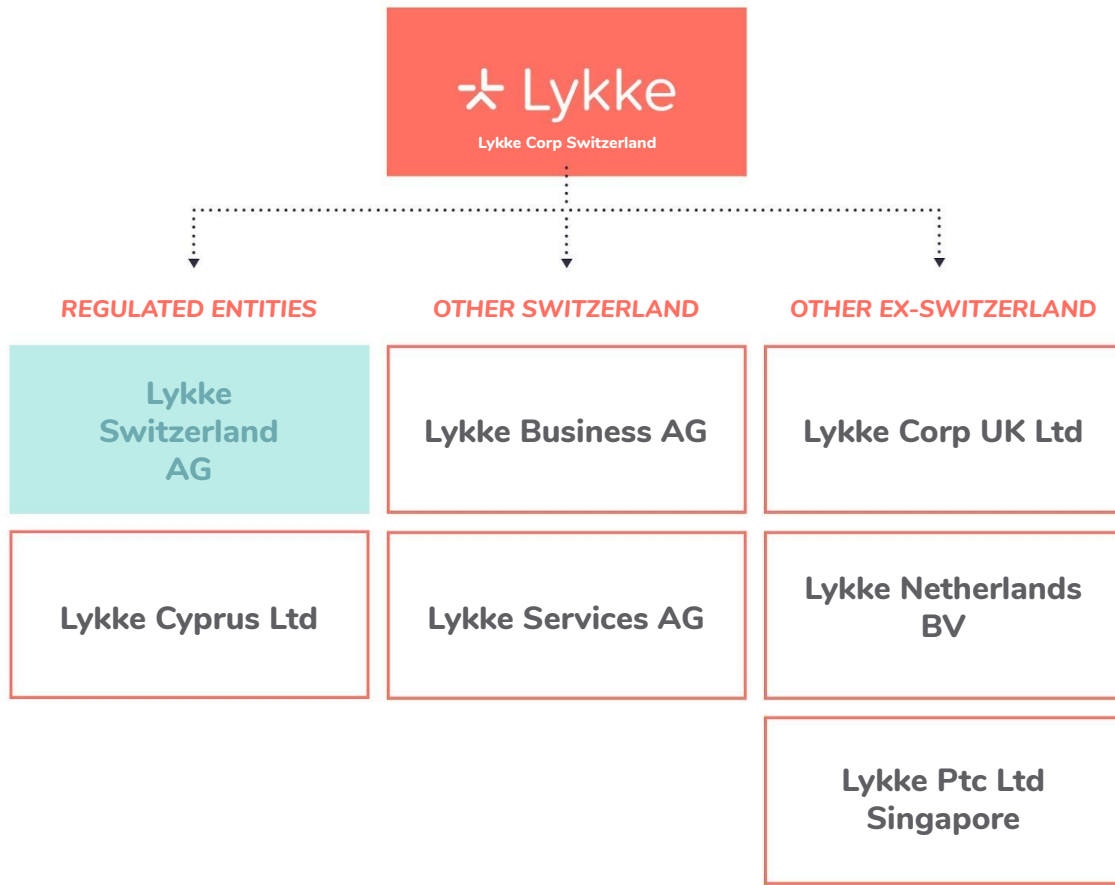 Lykke
Lykke Corp Switzerland
REGULATED ENTITIES
Lykke
Switzerland
AG
Lykke Cyprus Ltd
OTHER SWITZERLAND
Lykke Business AG
Lykke Services AG
OTHER EX-SWITZERLAND
Lykke Corp UK Ltd
Lykke Netherlands
BV
Lykke Ptc Ltd
Singapore